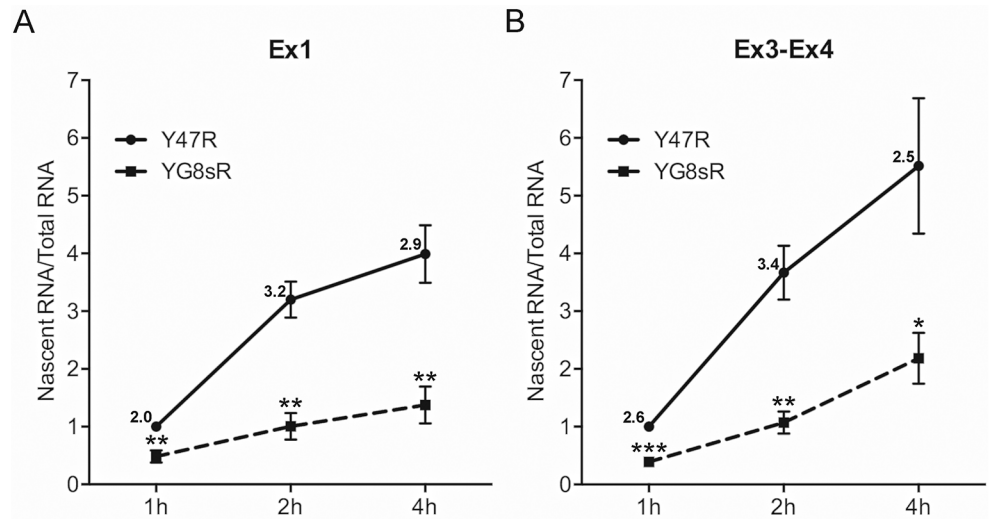 A
Ex1
Nascent RNA/Total RNA
7
6
5
4
3
2
1
0
Y47R
YG8sR
2.0
3.2
2.9
**
**
**
1h
2h
4h
B
Ex3-Ex4
Nascent RNA/Total RNA
7
6
5
4
3
2
1
0
Y47R
YG8sR
2.6
3.4
2.5
***
**
*
1h
2h
4h